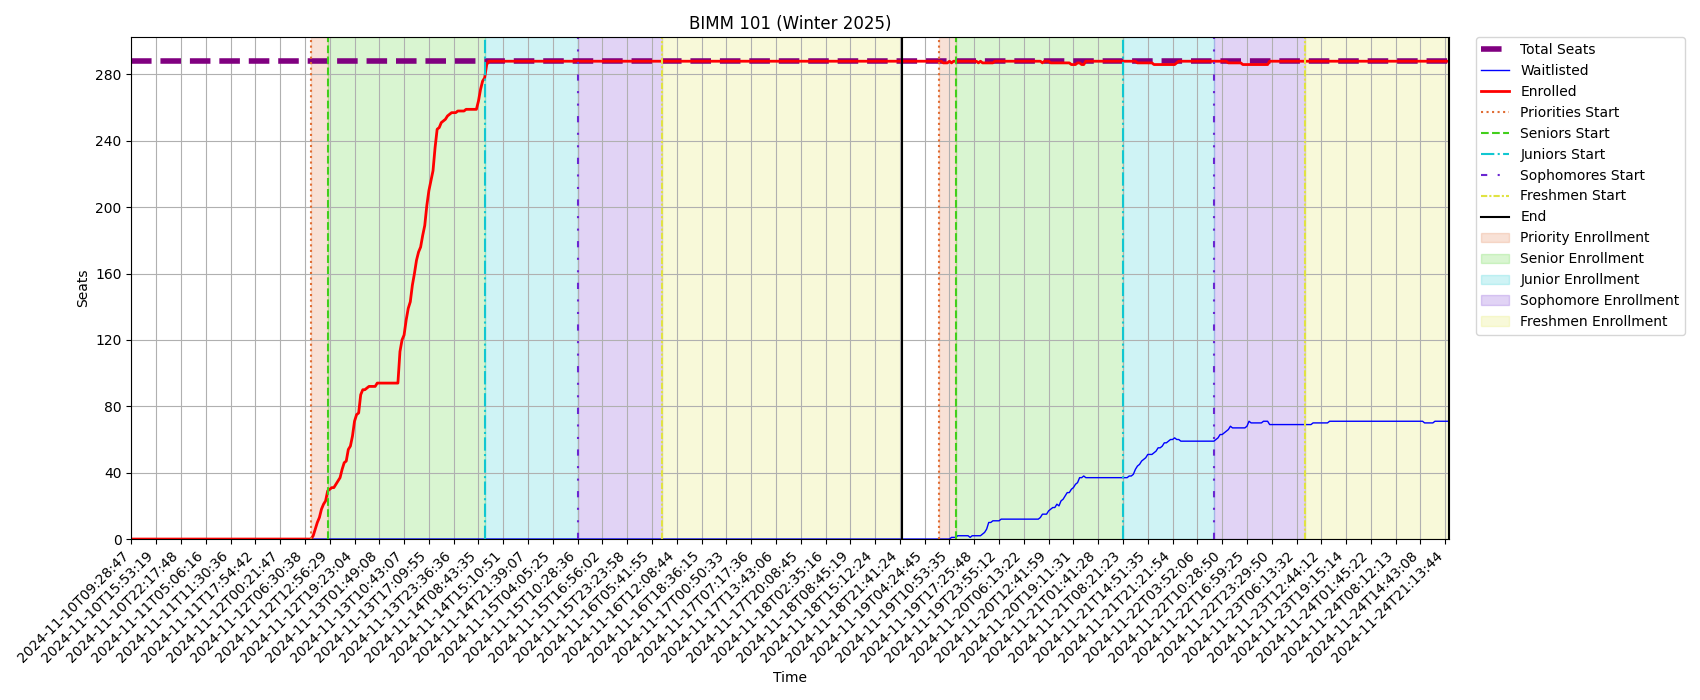 BIMM 101 (Winter 2025)
Total Seats
Waitlisted
Enrolled
Priorities Start
Seniors Start
Juniors Start
Sophomores Start
Freshmen Start
End
Priority Enrollment
Senior Enrollment
Junior Enrollment
Sophomore Enrollment
Freshmen Enrollment
Seats
280
240
200
160
120
80
40
0
2024-11-10T09:28:47
2024-11-10T15:53:19
2024-11-10T22:17:48
2024-11-11T05:06:16
2024-11-11T11:30:36
2024-11-11T17:54:42
2024-11-12T00:21:47
2024-11-12T06:30:38
2024-11-12T12:56:29
2024-11-12T19:23:04
2024-11-13T01:49:08
2024-11-13T10:43:07
2024-11-13T17:09:55
2024-11-13T23:36:36
2024-11-14T08:43:35
2024-11-14T15:10:51
2024-11-14T21:39:07
2024-11-15T04:05:25
2024-11-15T10:28:36
2024-11-15T16:56:02
2024-11-15T23:23:58
2024-11-16T05:41:55
2024-11-16T12:08:44
2024-11-16T18:36:15
2024-11-17T00:50:33
2024-11-17T07:17:36
2024-11-17T13:43:06
2024-11-17T20:08:45
2024-11-18T02:35:16
2024-11-18T08:45:19
2024-11-18T15:12:24
2024-11-18T21:41:24
2024-11-19T04:24:45
2024-11-19T10:53:35
2024-11-19T17:25:48
2024-11-19T23:55:12
2024-11-20T06:13:22
2024-11-20T12:41:59
2024-11-20T19:11:31
2024-11-21T01:41:28
2024-11-21T08:21:23
2024-11-21T14:51:35
2024-11-21T21:21:54
2024-11-22T03:52:06
2024-11-22T10:28:50
2024-11-22T16:59:25
2024-11-22T23:29:50
2024-11-23T06:13:32
2024-11-23T12:44:12
2024-11-23T19:15:14
2024-11-24T01:45:22
2024-11-24T08:12:13
2024-11-24T14:43:08
2024-11-24T21:13:44
Time